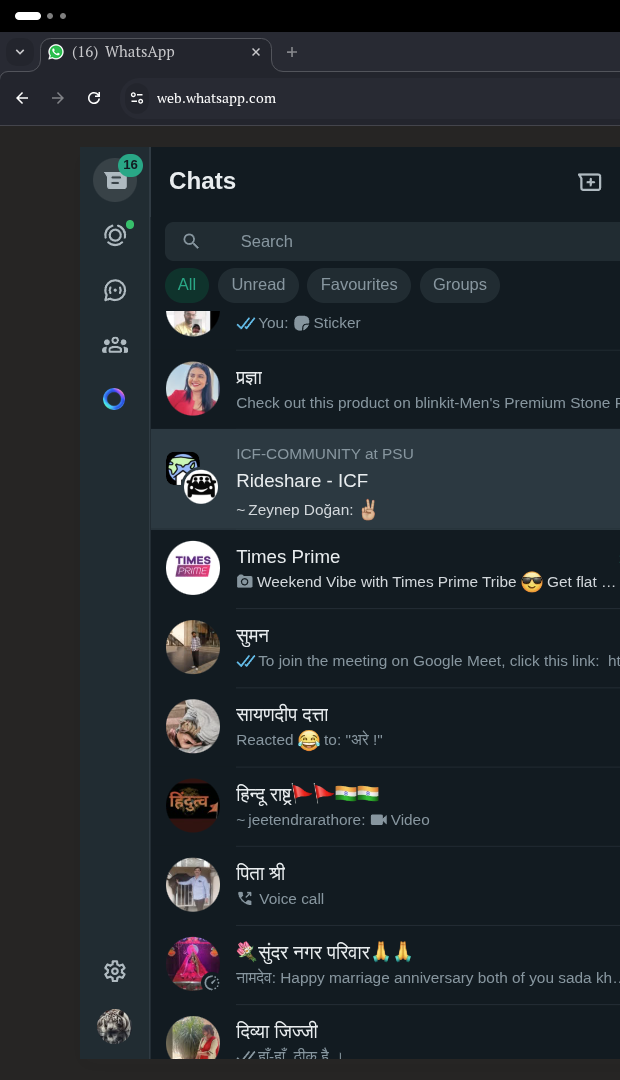 (16) WhatsApp
web.whatsapp.com
16
Chats
Search
All
Unread
Favourites
Groups
You: Sticker
प्रज्ञा
Check out this product on blinkit-Men's Premium Stone
ICF-COMMUNITY at PSU
Rideshare - ICF
~ Zeynep Doğan: ✌🏼
TIMES
PRIME
Times Prime
Weekend Vibe with Times Prime Tribe 😎 Get flat …
सुमन
To join the meeting on Google Meet, click this link: ht
सायणदीप दत्ता
Reacted 😂 to: "अरे !"
हिंदुत्व
हिन्दू राष्ट्र🚩🚩🇮🇳🇮🇳
~ jeetendrarathore: Video
पिता श्री
Voice call
💐सुंदर नगर परिवार🙏🙏
नामदेव: Happy marriage anniversary both of you sada kh…
दिव्या जिज्जी
हाँ-हाँ, ठीक है ।